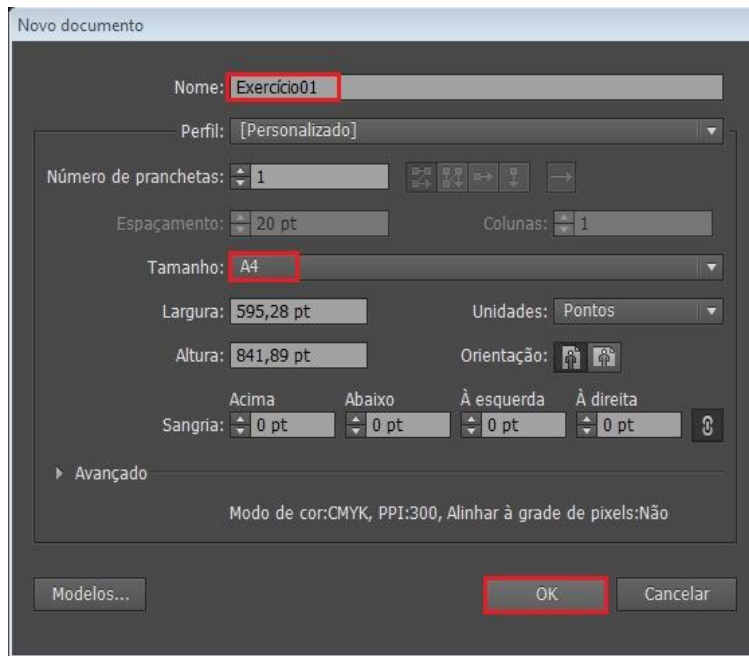 Novo documento
Nome: Exercício01
Perfil: [Personalizado]
Número de pranchetas: 1
Espaçamento: 20 pt Colunas: 1
Tamanho: A4
Largura: 595,28 pt Unidades: Pontos
Altura: 841,89 pt Orientação:
Acima Abaixo À esquerda À direita
Sangria: 0 pt 0 pt 0 pt 0 pt
Avançado
Modo de cor:CMYK, PPI:300, Alinhar à grade de pixels:Não
Modelos... OK Cancelar